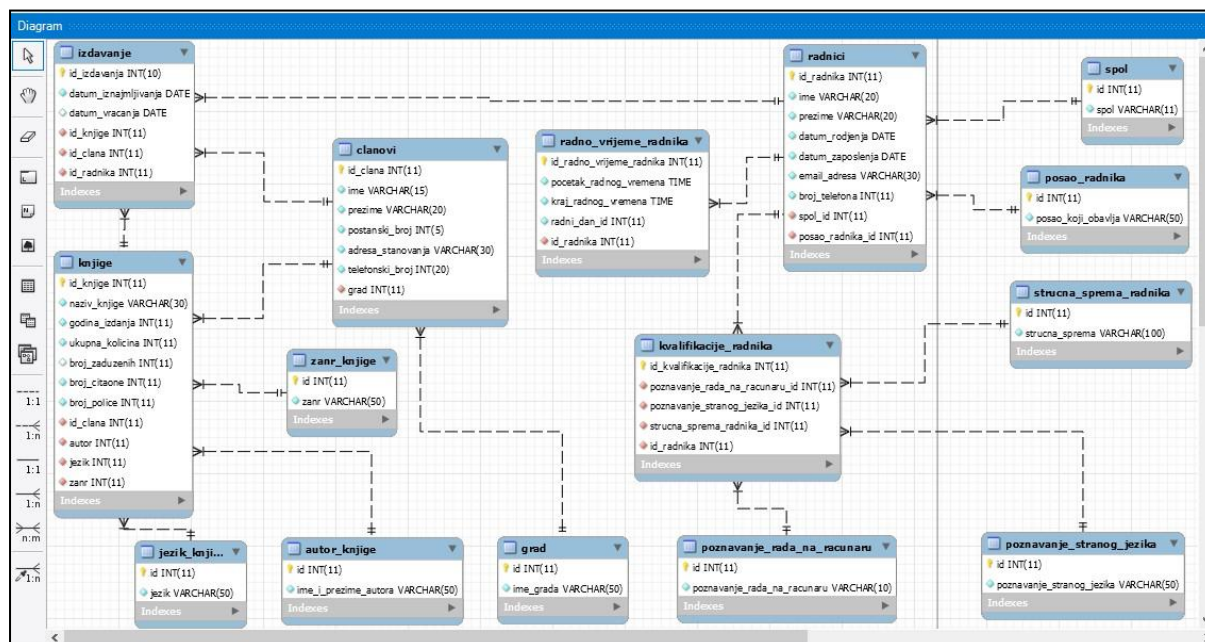 Diagram
izdavanje
id_izdavanja INT(10)
datum_iznajmljivanja DATE
datum_vracanja DATE
id_knjige INT(11)
id_clana INT(11)
id_radnika INT(11)
Indexes
knjige
id_knjige INT(11)
naziv_knjige VARCHAR(30)
godina_izdanja INT(11)
ukupna_kolicina INT(11)
broj_zaduzenih INT(11)
broj_citaone INT(11)
broj_police INT(11)
id_clana INT(11)
autor INT(11)
jezik INT(11)
zanr INT(11)
Indexes
clanovi
id_clana INT(11)
ime VARCHAR(15)
prezime VARCHAR(20)
postanski_broj INT(5)
adresa_stanovanja VARCHAR(30)
telefonski_broj INT(20)
grad INT(11)
Indexes
zanr_knjige
id INT(11)
zanr VARCHAR(50)
Indexes
radno_vrijeme_radnika
id_radno_vrijeme_radnika INT(11)
pocetak_radnog_vremena TIME
kraj_radnog_vremena TIME
radni_dan_id INT(11)
id_radnika INT(11)
Indexes
radnici
id_radnika INT(11)
ime VARCHAR(20)
prezime VARCHAR(20)
datum_rodjenja DATE
datum_zaposlenja DATE
email_adresa VARCHAR(30)
broj_telefona INT(11)
spol_id INT(11)
posao_radnika_id INT(11)
Indexes
spol
id INT(11)
spol VARCHAR(11)
Indexes
posao_radnika
id INT(11)
posao_koji_obavlja VARCHAR(50)
Indexes
strucna_sprema_radnika
id INT(11)
strucna_sprema VARCHAR(100)
Indexes
kvalifikacije_radnika
id_kvalifikacije_radnika INT(11)
poznavanje_rada_na_racunaru_id INT(11)
poznavanje_stranog_jezika_id INT(11)
strucna_sprema_radnika_id INT(11)
id_radnika INT(11)
Indexes
jezik_knji...
id INT(11)
jezik VARCHAR(50)
Indexes
autor_knjige
id INT(11)
ime_i_prezime_autora VARCHAR(50)
Indexes
grad
id INT(11)
ime_grada VARCHAR(50)
Indexes
poznavanje_rada_na_racunaru
id INT(11)
poznavanje_rada_na_racunaru VARCHAR(10)
Indexes
poznavanje_stranog_jezika
id INT(11)
poznavanje_stranog_jezika VARCHAR(50)
Indexes
1:1
1:n
1:1
1:n
n:m
1:n